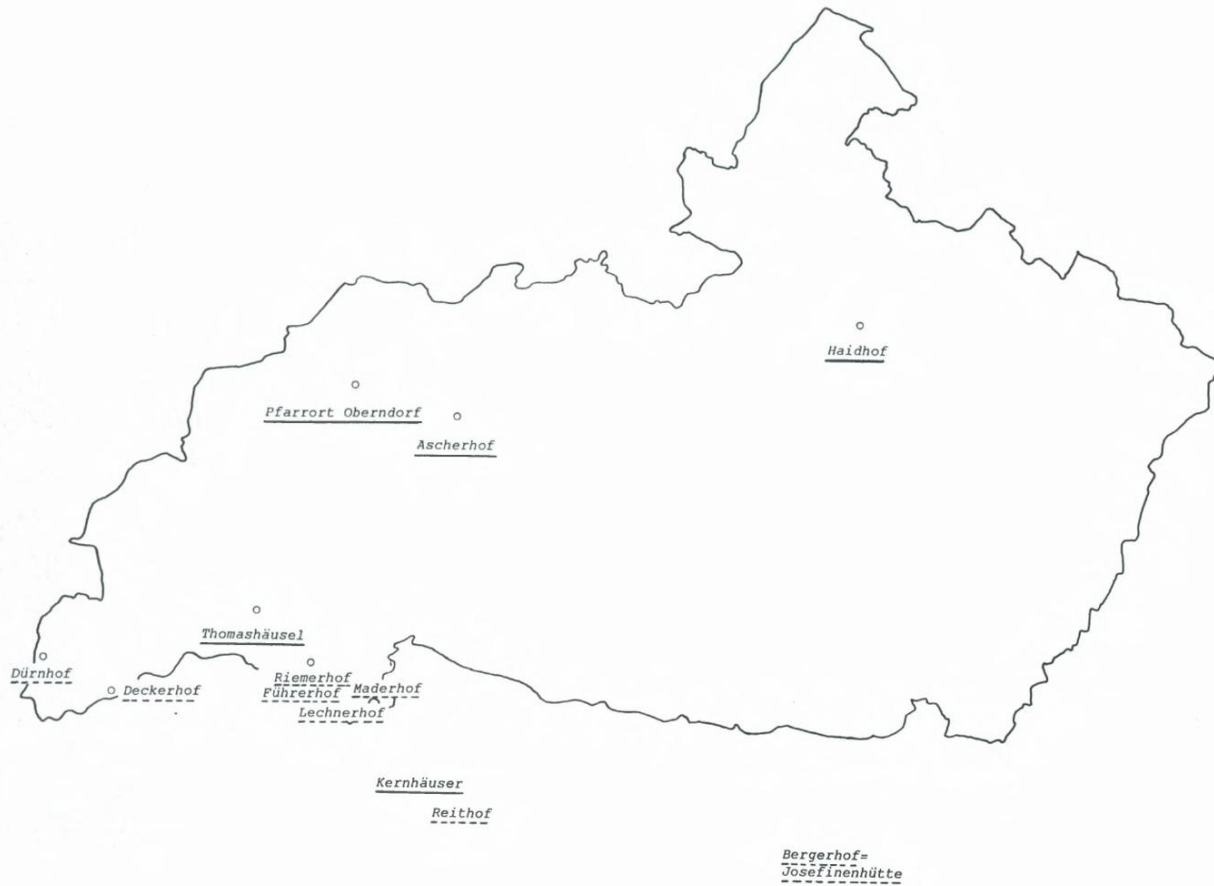 Haidhof
Pfarrort Oberndorf
Ascherhof
Thomashäusel
Dürnhof
Deckerhof
Riemerhof
Führerhof
Maderhof
Lechnerhof
Kernhäuser
Reithof
Bergerhof=
Josefinenhütte